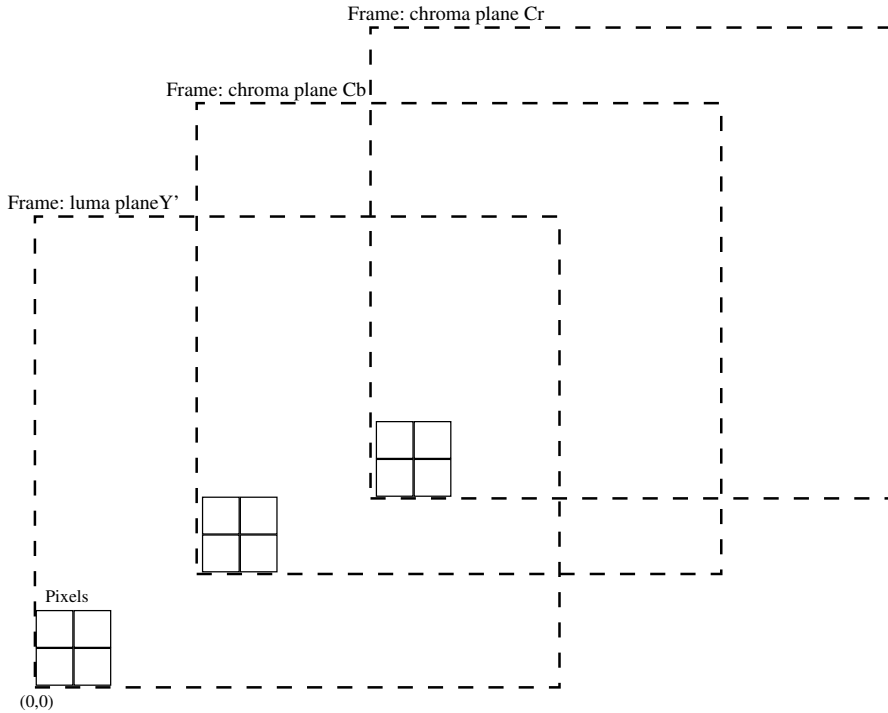 Frame: chroma plane Cr
Frame: chroma plane Cb
Frame: luma planeY’
Pixels
(0,0)